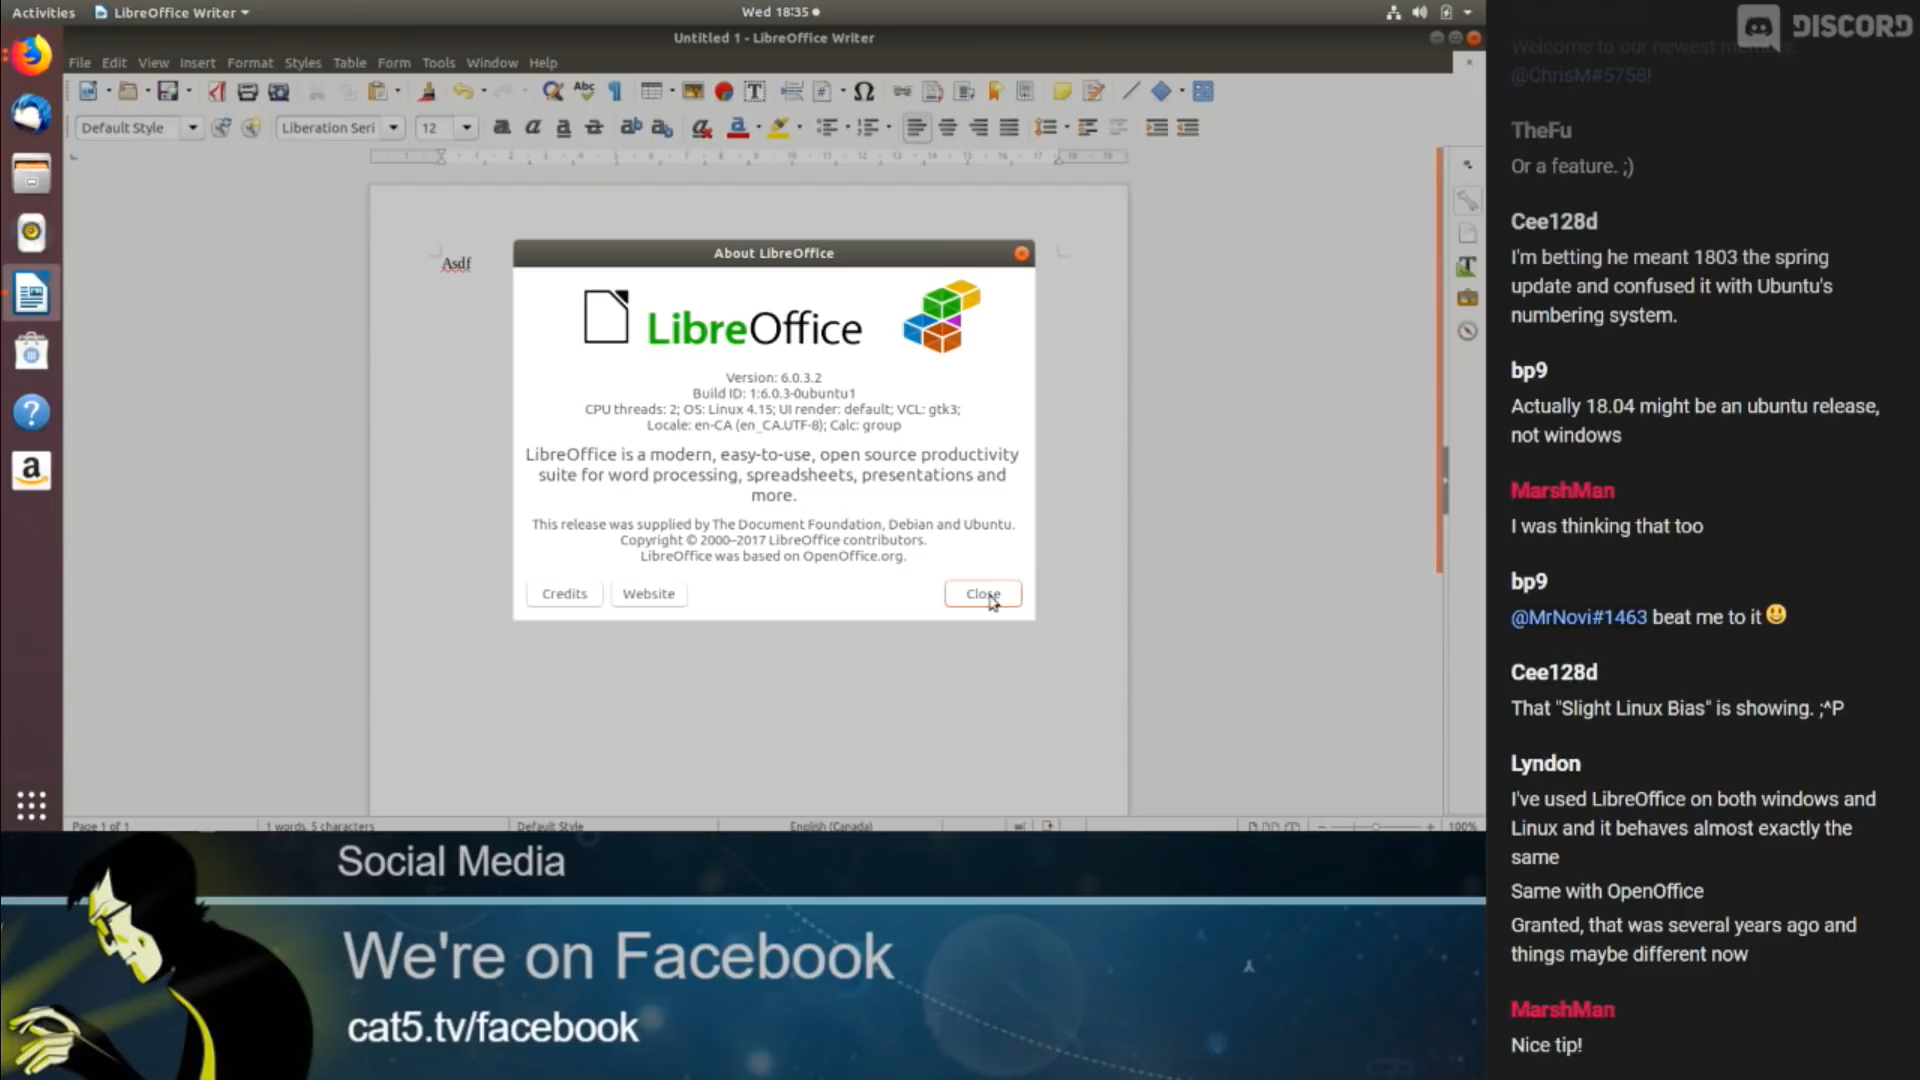 Activities LibreOffice Writer Wed 18:35
Untitled 1 - LibreOffice Writer
File Edit View Insert Format Styles Table Form Tools Window Help
Default Style Liberation Seri 12
Asdf
About LibreOffice
LibreOffice
Version: 6.0.3.2
Build ID: 1:6.0.3-0ubuntu1
CPU threads: 2; OS: Linux 4.15; UI render: default; VCL: gtk3;
Locale: en-CA (en_CA.UTF-8); Calc: group
LibreOffice is a modern, easy-to-use, open source productivity
suite for word processing, spreadsheets, presentations and
more.
This release was supplied by The Document Foundation, Debian and Ubuntu.
Copyright © 2000–2017 LibreOffice contributors.
LibreOffice was based on OpenOffice.org.
Credits Website Close
Page 1 of 1 1 words, 5 characters Default Style English (Canada) 100%
Social Media
We're on Facebook
cat5.tv/facebook
DISCORD
Welcome to our newest
@ChrisM#5758!
TheFu
Or a feature. ;)
Cee128d
I'm betting he meant 1803 the spring
update and confused it with Ubuntu's
numbering system.
bp9
Actually 18.04 might be an ubuntu release,
not windows
MarshMan
I was thinking that too
bp9
@MrNovi#1463 beat me to it
Cee128d
That "Slight Linux Bias" is showing. ;^P
Lyndon
I've used LibreOffice on both windows and
Linux and it behaves almost exactly the
same
Same with OpenOffice
Granted, that was several years ago and
things maybe different now
MarshMan
Nice tip!